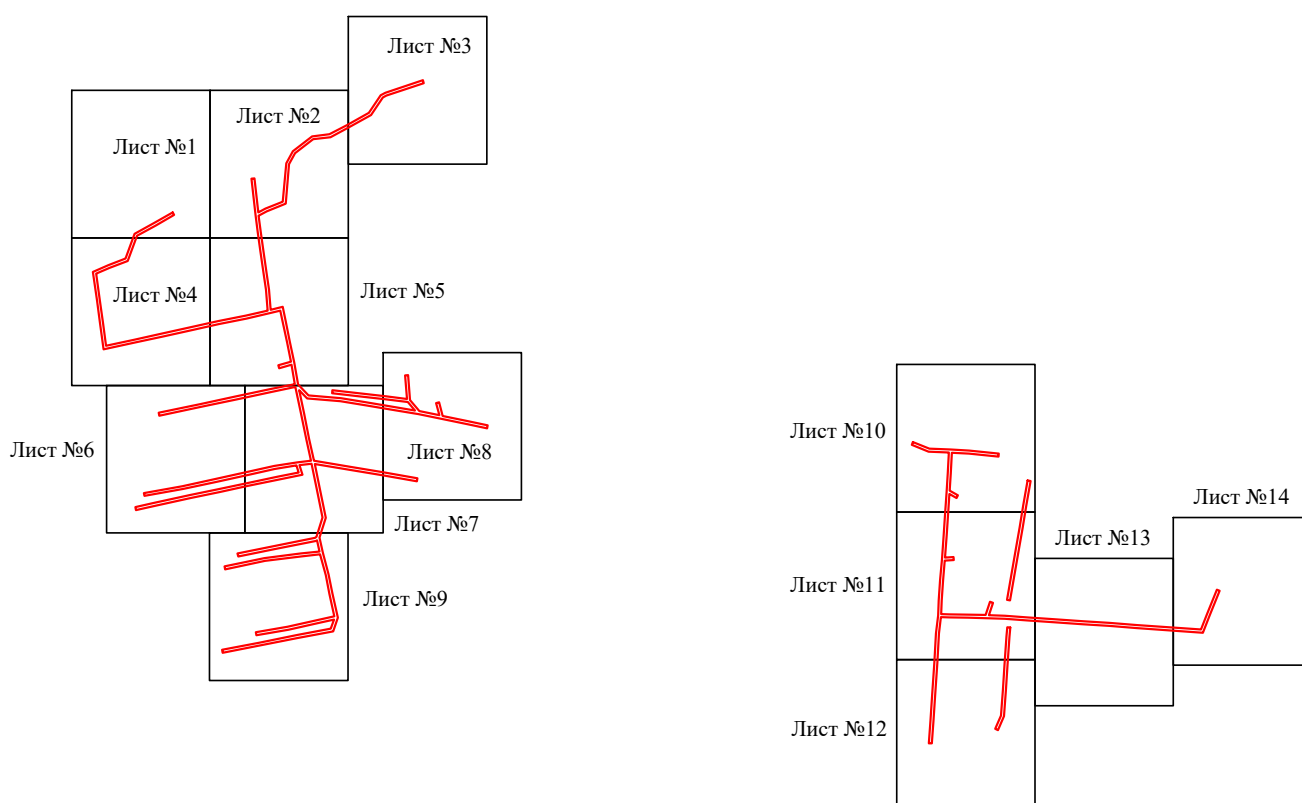 Лист №3
Лист №2
Лист №1
Лист №4
Лист №5
Лист №6
Лист №8
Лист №7
Лист №9
Лист №10
Лист №14
Лист №13
Лист №11
Лист №12